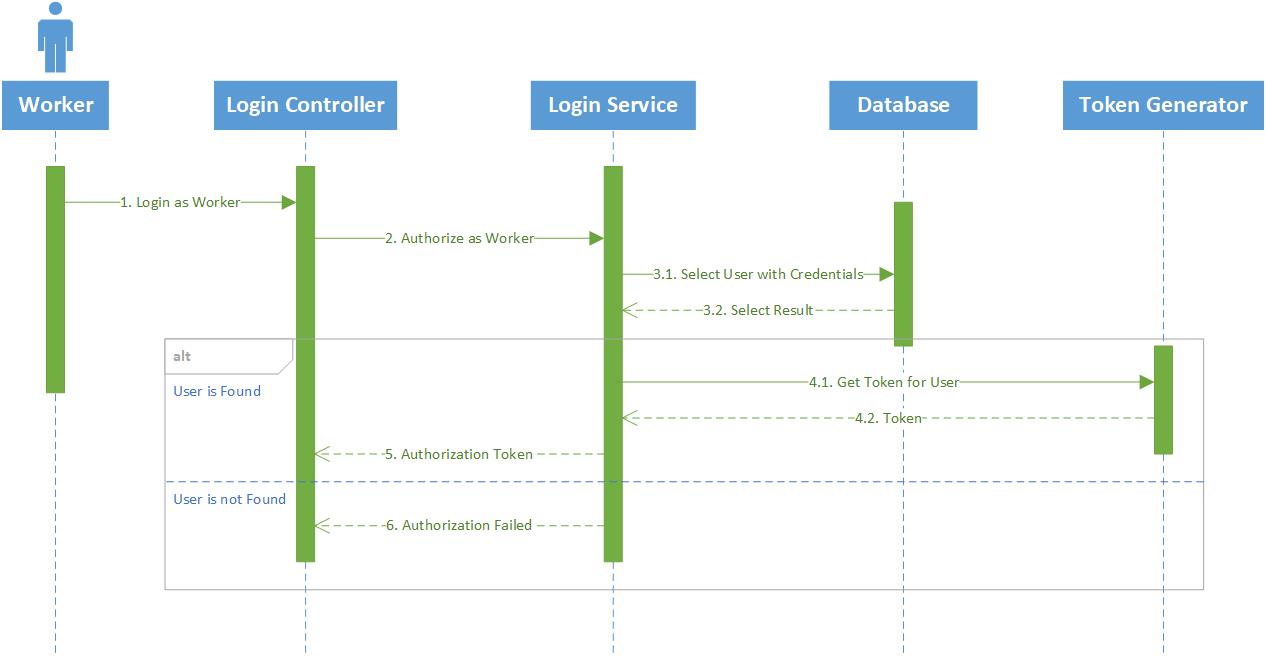 Worker
Login Controller
Login Service
Database
Token Generator
1. Login as Worker
2. Authorize as Worker
3.1. Select User with Credentials
3.2. Select Result
alt
User is Found
4.1. Get Token for User
4.2. Token
5. Authorization Token
User is not Found
6. Authorization Failed